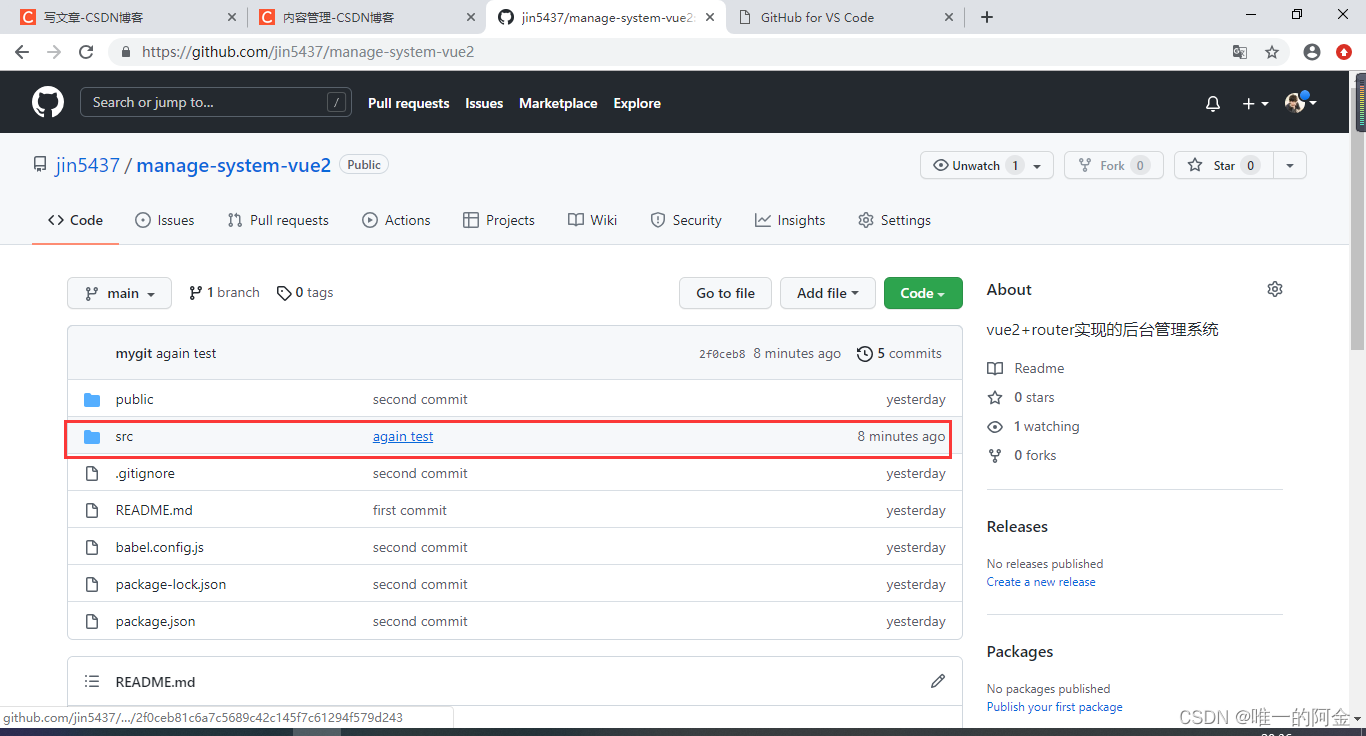 写文章-CSDN博客
内容管理-CSDN博客
jin5437/manage-system-vue2:
GitHub for VS Code
https://github.com/jin5437/manage-system-vue2
Search or jump to... /
Pull requests Issues Marketplace Explore
jin5437 / manage-system-vue2 Public
Unwatch 1 Fork 0 Star 0
Code Issues Pull requests Actions Projects Wiki Security Insights Settings
main 1 branch 0 tags Go to file Add file Code
mygit again test 2f0ceb8 8 minutes ago 5 commits
public second commit yesterday
src again test 8 minutes ago
.gitignore second commit yesterday
README.md first commit yesterday
babel.config.js second commit yesterday
package-lock.json second commit yesterday
package.json second commit yesterday
README.md
About
vue2+router实现的后台管理系统
Readme
0 stars
1 watching
0 forks
Releases
No releases published
Create a new release
Packages
No packages published
Publish your first package
github.com/jin5437/.../2f0ceb81c6a7c5689c42c145f7c61294f579d243
CSDN @唯一的阿金